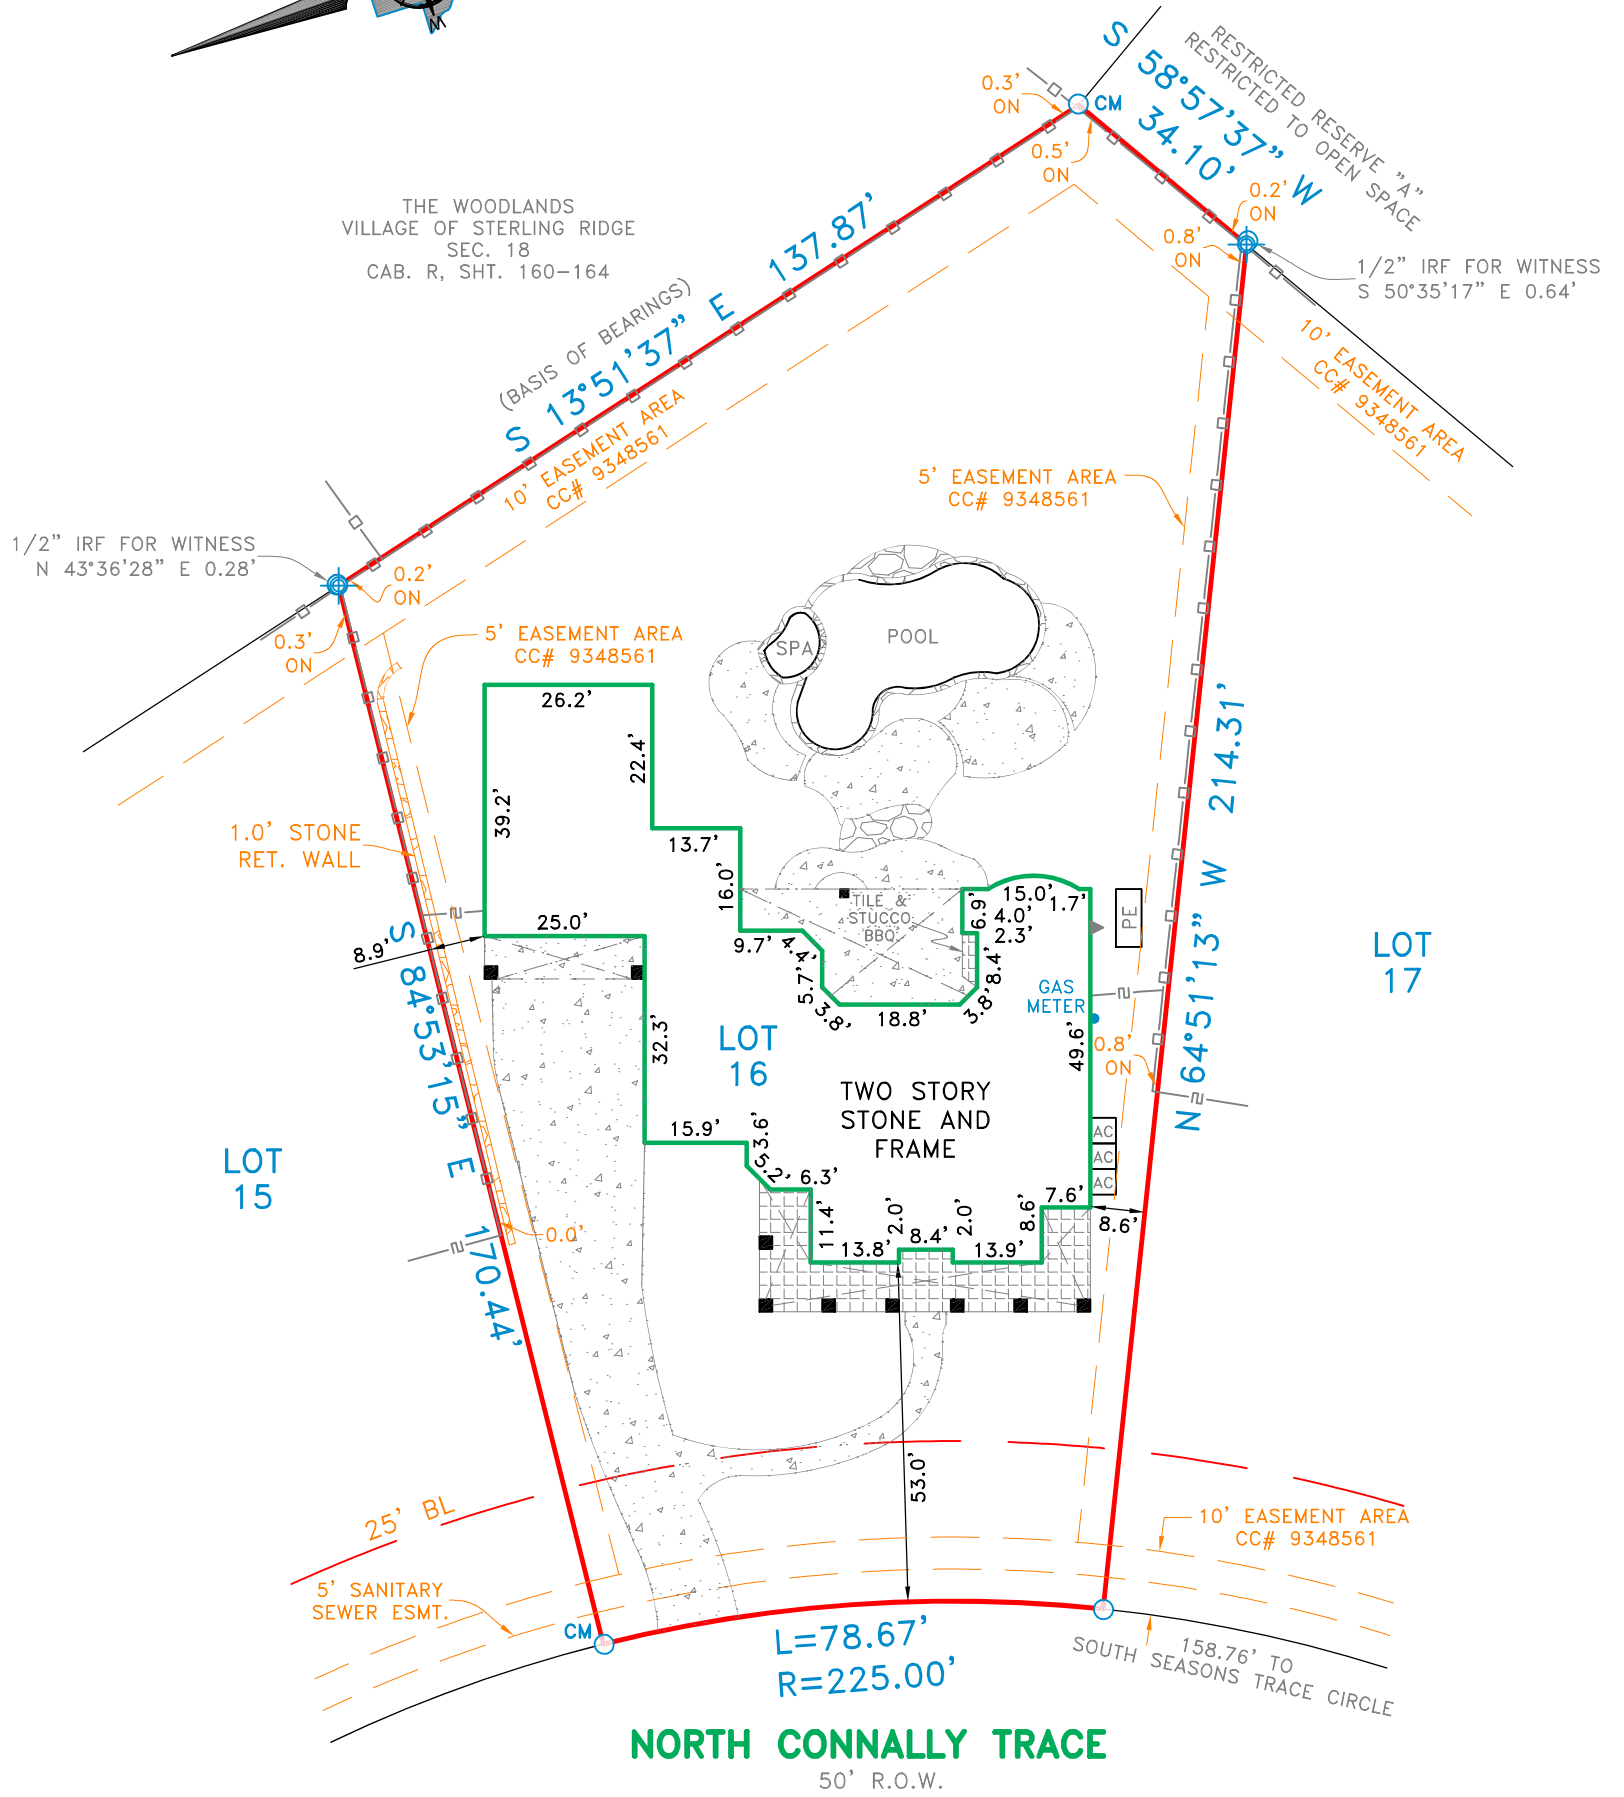 W
S 58°57'37" W
34.10'
RESTRICTED RESERVE "A"
RESTRICTED TO OPEN SPACE
0.3'
ON
CM
0.5'
ON
0.2'
ON
0.8'
ON
1/2" IRF FOR WITNESS
S 50°35'17" E 0.64'
THE WOODLANDS
VILLAGE OF STERLING RIDGE
SEC. 18
CAB. R, SHT. 160-164
(BASIS OF BEARINGS)
S 13°51'37" E 137.87'
10' EASEMENT AREA
CC# 9348561
10' EASEMENT AREA
CC# 9348561
5' EASEMENT AREA
CC# 9348561
1/2" IRF FOR WITNESS
N 43°36'28" E 0.28'
0.2'
ON
0.3'
ON
5' EASEMENT AREA
CC# 9348561
SPA
POOL
26.2'
22.4'
39.2'
13.7'
16.0'
1.0' STONE
RET. WALL
25.0'
8.9'
9.7'
4.4'
5.7'
3.8'
18.8'
3.8'
8.4'
2.3'
4.0'
6.9'
15.0'
1.7'
TILE &
STUCCO
BBQ
PE
GAS
METER
49.6'
0.8'
ON
N 64°51'13" W 214.31'
LOT
17
S 84°53'15" E 170.44'
32.3'
LOT
16
TWO STORY
STONE AND
FRAME
AC
AC
AC
LOT
15
15.9'
3.6'
5.2'
6.3'
11.4'
13.8'
2.0'
8.4'
2.0'
13.9'
8.6'
7.6'
8.6'
0.0'
53.0'
25' BL
10' EASEMENT AREA
CC# 9348561
5' SANITARY
SEWER ESMT.
CM
L=78.67'
R=225.00'
158.76' TO
SOUTH SEASONS TRACE CIRCLE
NORTH CONNALLY TRACE
50' R.O.W.